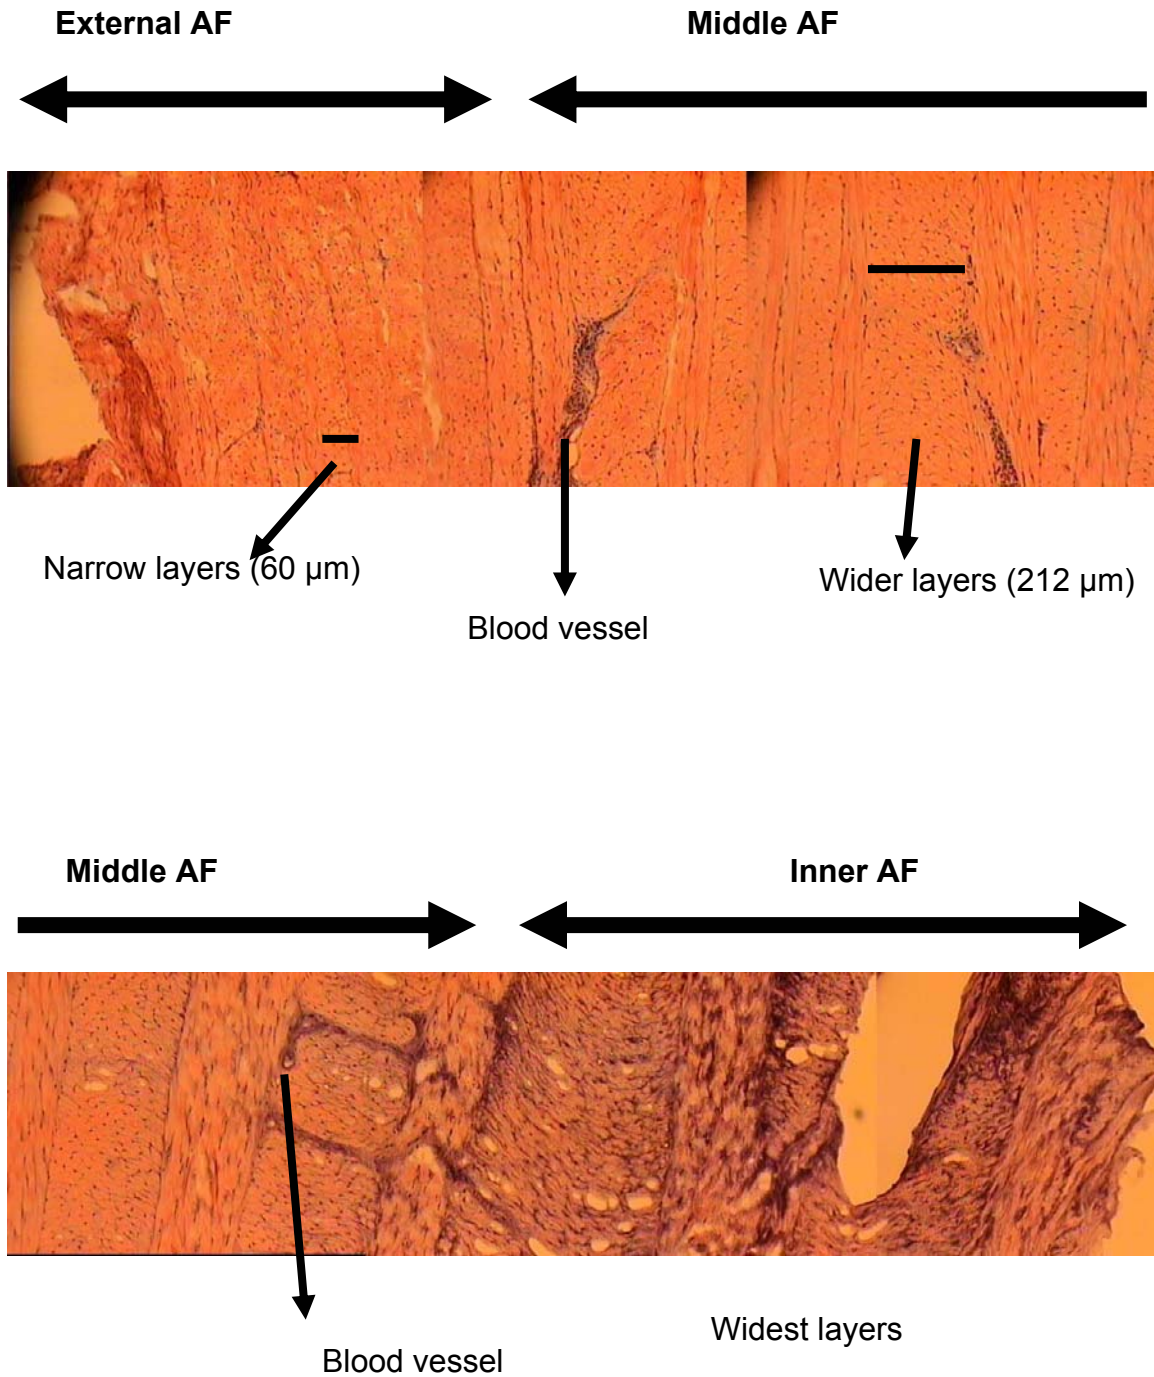 External AF
Middle AF
Narrow layers (60 µm)
Wider layers (212 µm)
Blood vessel
Middle AF
Inner AF
Widest layers
Blood vessel